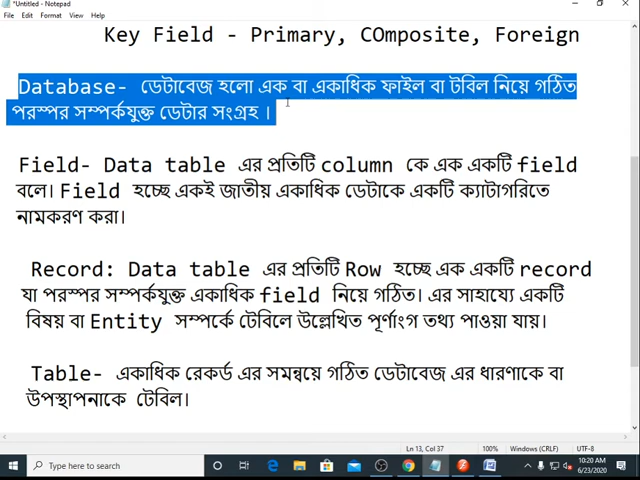 *Untitled - Notepad
File Edit Format View Help
Key Field - Primary, COmposite, Foreign
Database- ডেটাবেজ হলো এক বা একাধিক ফাইল বা টবিল নিয়ে গঠিত
পরস্পর সম্পর্কযুক্ত ডেটার সংগ্রহ ।
Field- Data table এর প্রতিটি column কে এক একটি field
বলে। Field হচ্ছে একই জাতীয় একাধিক ডেটাকে একটি ক্যাটাগরিতে
নামকরণ করা।
Record: Data table এর প্রতিটি Row হচ্ছে এক একটি record
যা পরস্পর সম্পর্কযুক্ত একাধিক field নিয়ে গঠিত। এর সাহায্যে একটি
বিষয় বা Entity সম্পর্কে টেবিলে উল্লেখিত পূর্ণাংগ তথ্য পাওয়া যায়।
Table- একাধিক রেকর্ড এর সমন্বয়ে গঠিত ডেটাবেজ এর ধারণাকে বা
উপস্থাপনাকে টেবিল।
Ln 13, Col 37 100% Windows (CRLF) UTF-8
Type here to search
10:20 AM
6/23/2020